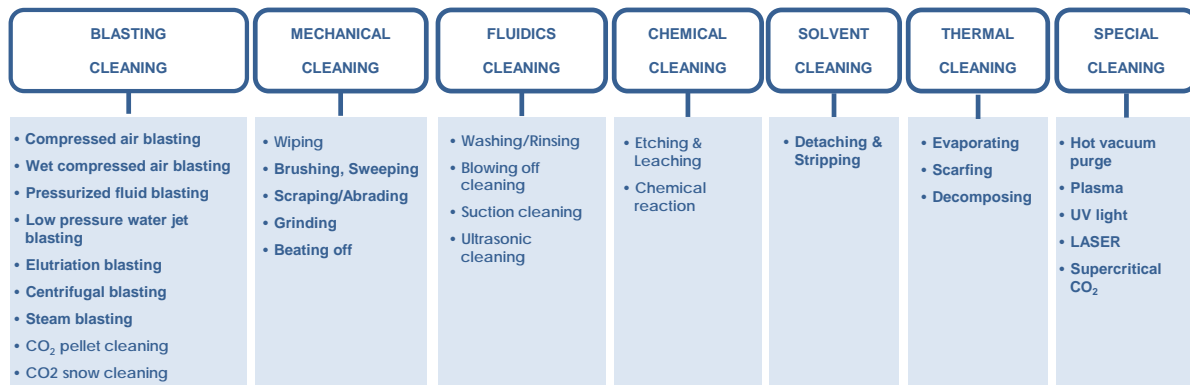 BLASTING
CLEANING
• Compressed air blasting
• Wet compressed air blasting
• Pressurized fluid blasting
• Low pressure water jet
blasting
• Elutriation blasting
• Centrifugal blasting
• Steam blasting
• CO₂ pellet cleaning
• CO2 snow cleaning
MECHANICAL
CLEANING
• Wiping
• Brushing, Sweeping
• Scraping/Abrading
• Grinding
• Beating off
FLUIDICS
CLEANING
• Washing/Rinsing
• Blowing off
cleaning
• Suction cleaning
• Ultrasonic
cleaning
CHEMICAL
CLEANING
• Etching &
Leaching
• Chemical
reaction
SOLVENT
CLEANING
• Detaching &
Stripping
THERMAL
CLEANING
• Evaporating
• Scarfing
• Decomposing
SPECIAL
CLEANING
• Hot vacuum
purge
• Plasma
• UV light
• LASER
• Supercritical
CO₂